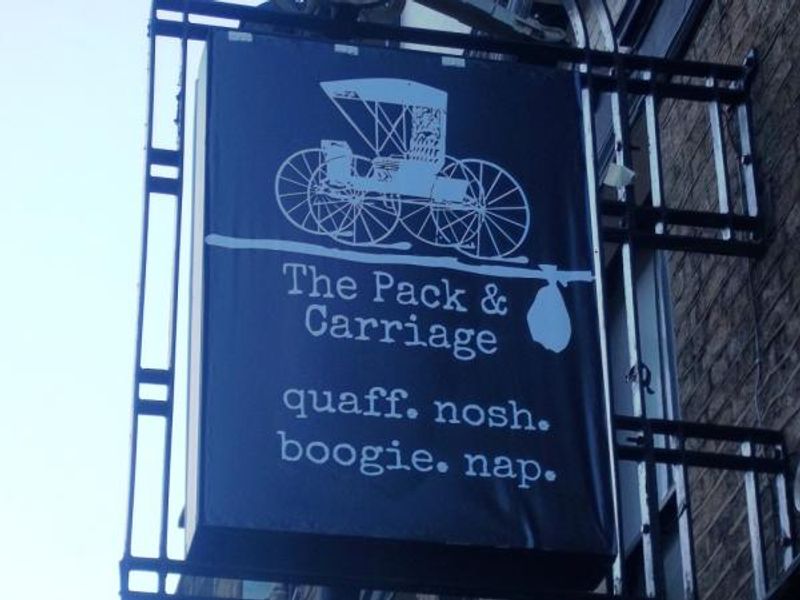 The Pack &
Carriage
quaff. nosh.
boogie. nap.